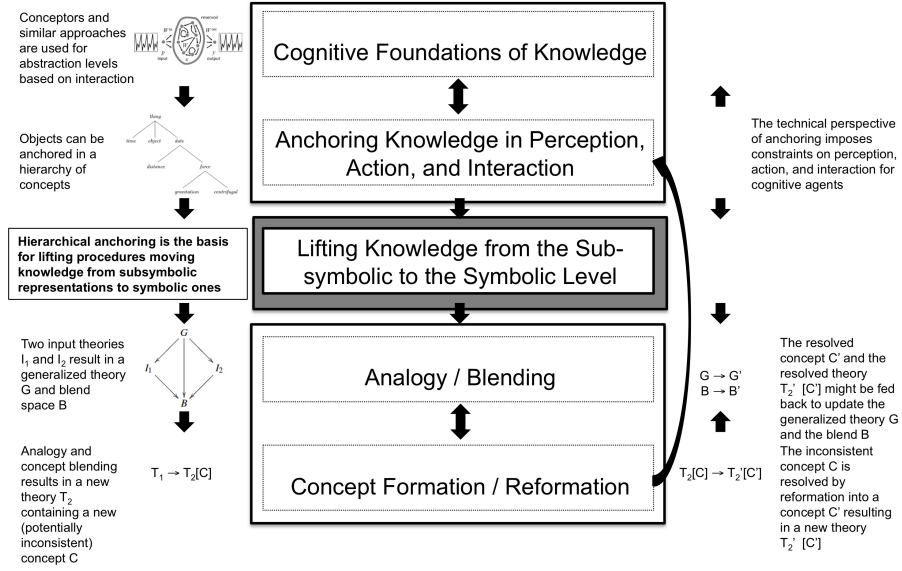 Conceptors and
similar approaches
are used for
abstraction levels
based on interaction
reservoir
input
output
Objects can be
anchored in a
hierarchy of
concepts
thing
time object data
distance force
gravitation centrifugal
Hierarchical anchoring is the basis
for lifting procedures moving
knowledge from subsymbolic
representations to symbolic ones
Two input theories
I1 and I2 result in a
generalized theory
G and blend
space B
G
I1 I2
B
Analogy and
concept blending
results in a new
theory T2
containing a new
(potentially
inconsistent)
concept C
T1 → T2[C]
Cognitive Foundations of Knowledge
Anchoring Knowledge in Perception,
Action, and Interaction
Lifting Knowledge from the Sub-
symbolic to the Symbolic Level
Analogy / Blending
Concept Formation / Reformation
The technical perspective
of anchoring imposes
constraints on perception,
action, and interaction for
cognitive agents
G → G’
B → B’
T2[C] → T2’[C’]
The resolved
concept C’ and the
resolved theory
T2’ [C’] might be fed
back to update the
generalized theory G
and the blend B
The inconsistent
concept C is
resolved by
reformation into a
concept C’ resulting
in a new theory
T2’ [C’]